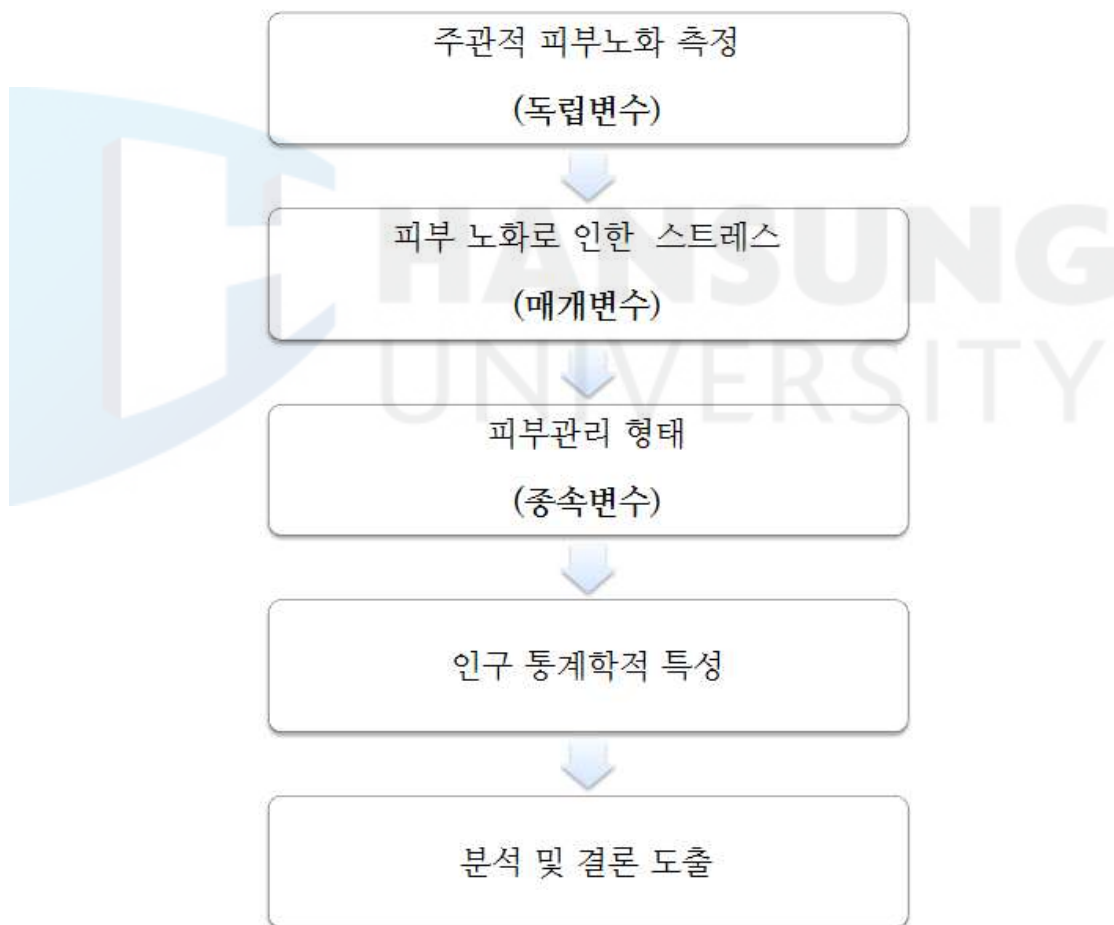 주관적 피부노화 측정
(독립변수)
HANSUNG
UNIVERSITY
피부 노화로 인한 스트레스
(매개변수)
피부관리 형태
(종속변수)
인구 통계학적 특성
분석 및 결론 도출